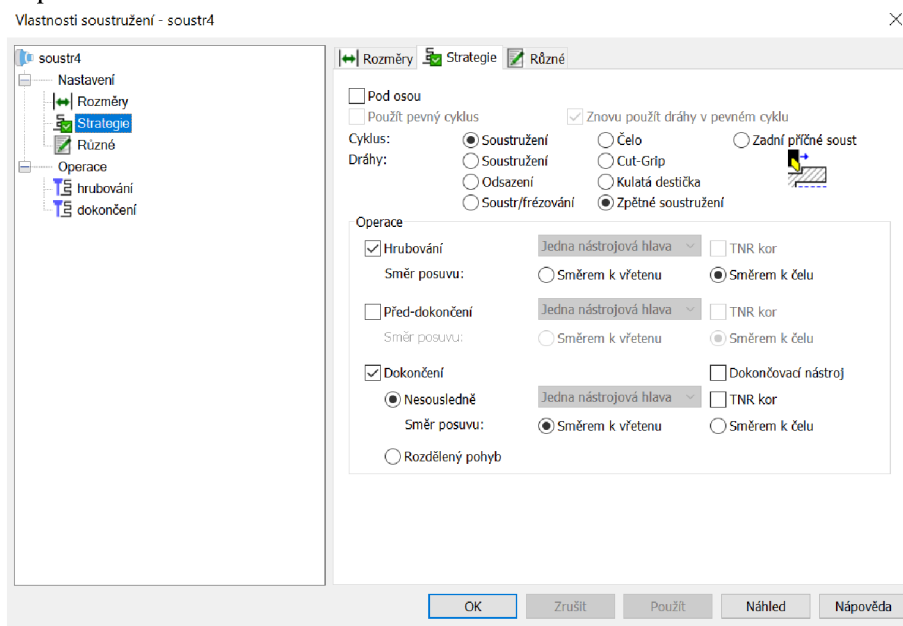 Vlastnosti soustružení - soustr4
soustr4
Nastavení
Rozměry
Strategie
Různé
Operace
hrubování
dokončení
Rozměry Strategie Různé
Pod osou
Použít pevný cyklus Znovu použít dráhy v pevném cyklu
Cyklus: Soustružení Čelo Zadní příčné soust
Dráhy: Soustružení Cut-Grip
Odsazení Kulatá destička
Soustr/frézování Zpětné soustružení
Operace
Hrubování Jedna nástrojová hlava TNR kor
Směr posuvu: Směrem k vřetenu Směrem k čelu
Před-dokončení Jedna nástrojová hlava TNR kor
Směr posuvu: Směrem k vřetenu Směrem k čelu
Dokončení Dokončovací nástroj
Nesousledně Jedna nástrojová hlava TNR kor
Směr posuvu: Směrem k vřetenu Směrem k čelu
Rozdělený pohyb
OK Zrušit Použít Náhled Nápověda